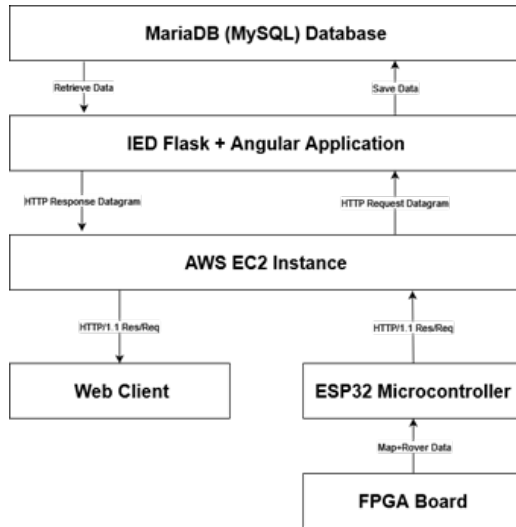 MariaDB (MySQL) Database
Retrieve Data
Save Data
IED Flask + Angular Application
HTTP Response Datagram
HTTP Request Datagram
AWS EC2 Instance
HTTP/1.1 Res/Req
HTTP/1.1 Res/Req
Web Client
ESP32 Microcontroller
Map+Rover Data
FPGA Board